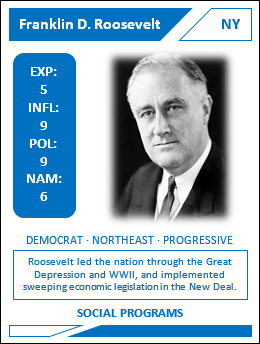 Franklin D. Roosevelt NY
EXP:
5
INFL:
9
POL:
9
NAM:
6
DEMOCRAT · NORTHEAST · PROGRESSIVE
Roosevelt led the nation through the Great
Depression and WWII, and implemented
sweeping economic legislation in the New Deal.
SOCIAL PROGRAMS